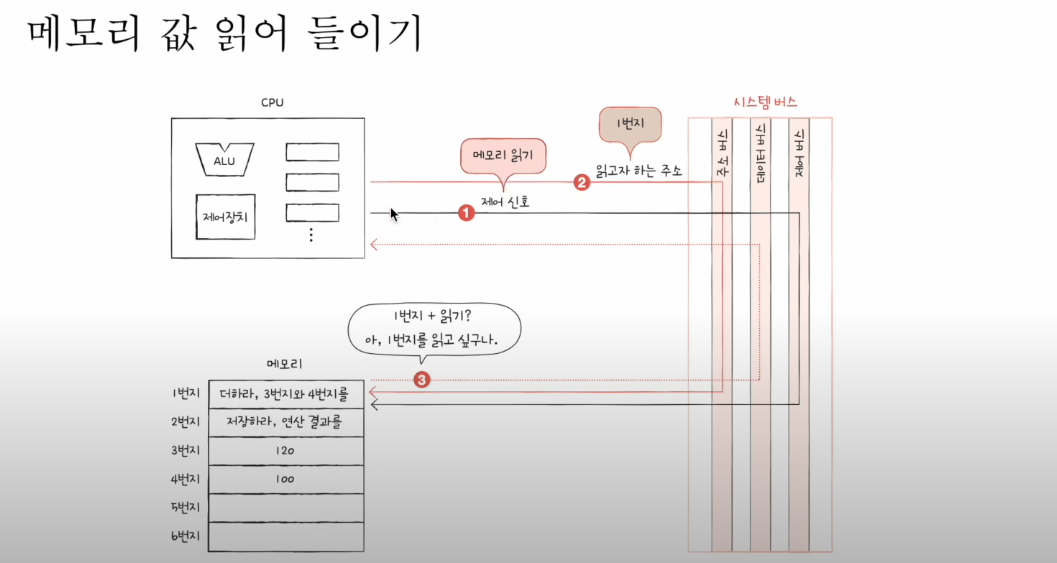 메모리 값 읽어 들이기
CPU
시스템 버스
1번지
ALU
메모리 읽기
읽고자 하는 주소
2
제어 신호
1
제어장치
주소 버스
데이터 버스
제어 버스
1번지 + 읽기?
아, 1번지를 읽고 싶구나.
3
메모리
1번지 더하라, 3번지와 4번지를
2번지 저장하라, 연산 결과를
3번지 120
4번지 100
5번지
6번지